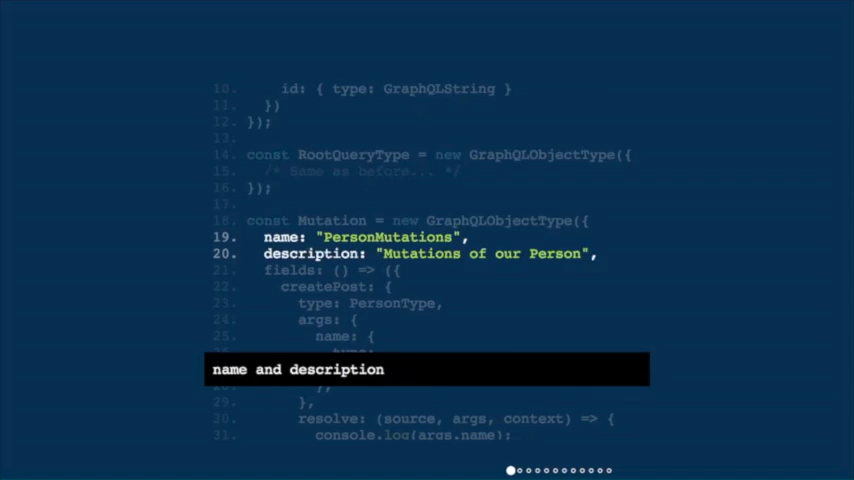 10. id: { type: GraphQLString }
11. })
12. });
13.
14. const RootQueryType = new GraphQLObjectType({
15. /* Same as before... */
16. });
17.
18. const Mutation = new GraphQLObjectType({
19. name: "PersonMutations",
20. description: "Mutations of our Person",
21. fields: () => ({
22. createPost: {
23. type: PersonType,
24. args: {
25. name: {
type:
name and description
},
29. },
30. resolve: (source, args, context) => {
31. console.log(args.name);